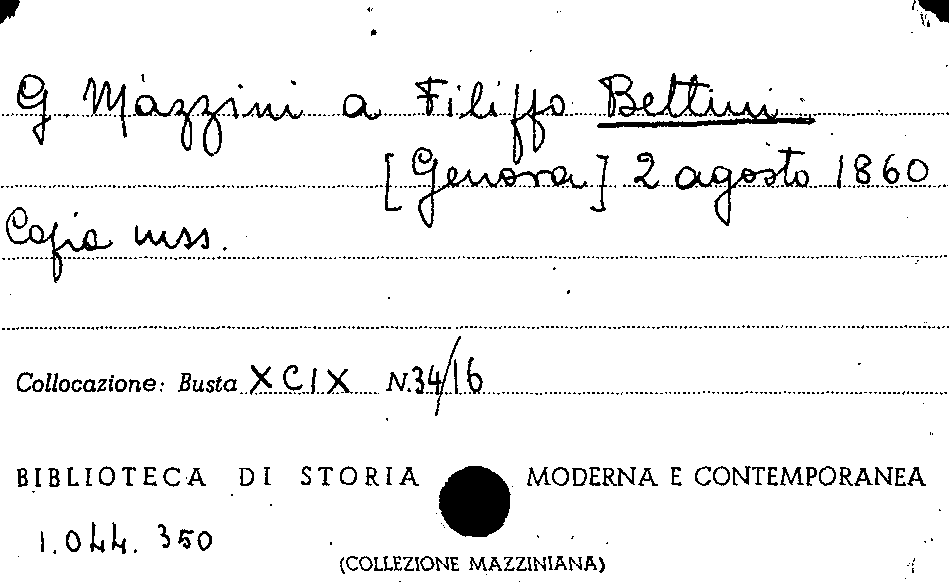 G. Mazzini a Filippo Bettini
[Genova] 2 agosto 1860
Copia mss.
Collocazione: Busta XCIX N. 34/16
BIBLIOTECA DI STORIA MODERNA E CONTEMPORANEA
1.044.350
(COLLEZIONE MAZZINIANA)